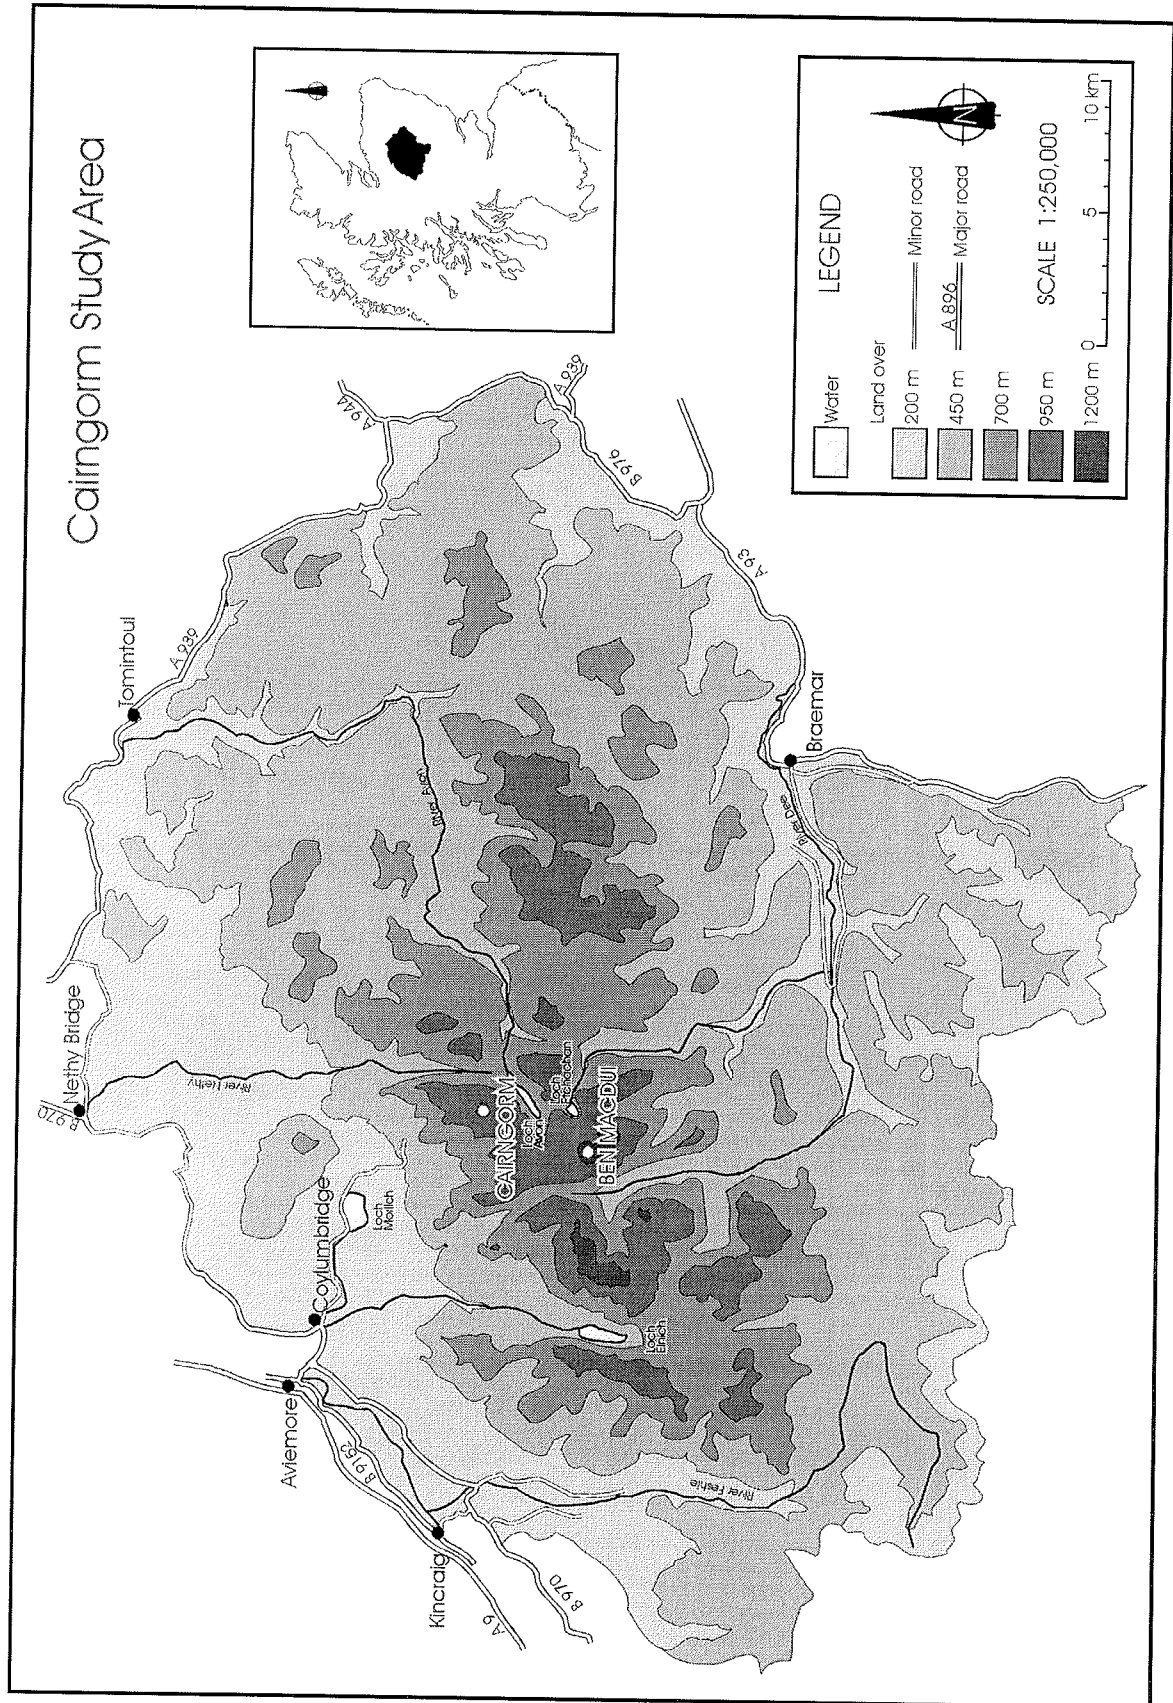 Cairngorm Study Area
Tomintoul
A 939
A 944
A 939
B 976
A 93
Nethy Bridge
B 970
River Nethy
River Avon
Coylumbridge
Loch
Morlich
Aviemore
B 9152
Kincraig
A9
B 970
CAIRNGORM
Loch
Avon
Loch
Etchachan
BEN MACDUI
Loch
Einich
River Feshie
River Dee
Braemar
LEGEND
Water
Land over
200 m
450 m
700 m
950 m
1200 m
Minor road
A 896
Major road
N
SCALE 1:250,000
0
5
10 km